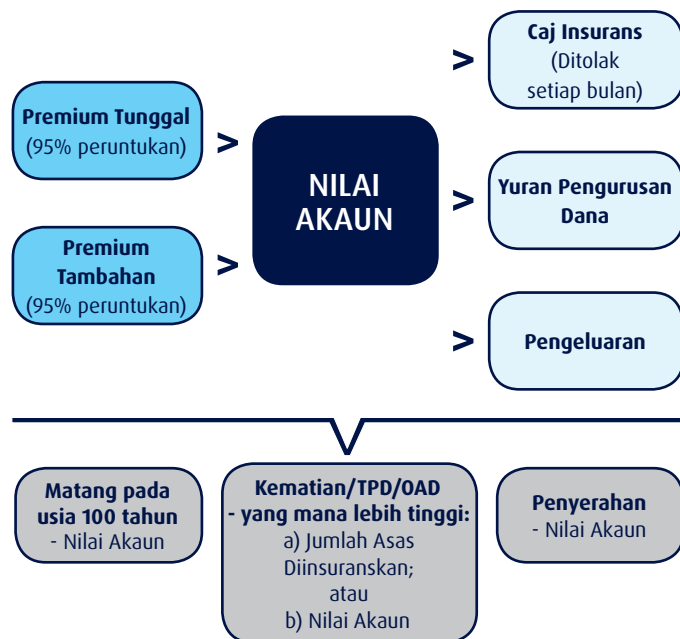 Premium Tunggal
(95% peruntukan)
>
Premium
Tambahan
(95% peruntukan)
>
NILAI
AKAUN
>
Caj Insurans
(Ditolak
setiap bulan)
>
Yuran Pengurusan
Dana
>
Pengeluaran
Matang pada
usia 100 tahun
- Nilai Akaun
Kematian/TPD/OAD
- yang mana lebih tinggi:
a) Jumlah Asas
Diinsuranskan;
atau
b) Nilai Akaun
Penyerahan
- Nilai Akaun